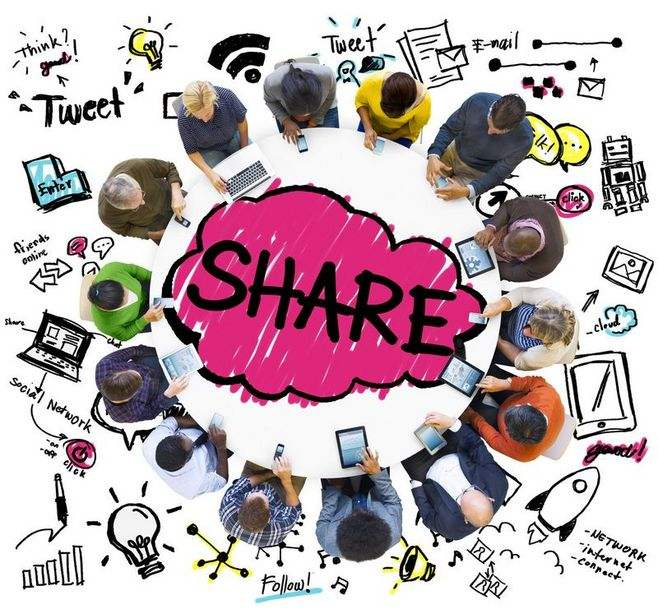 Think?
good!
Tweet
Tweet
E-mail
Enter
click
friends
online
Share
chat
Social Network
-on
-off
click
SHARE
cloud
good!
Follow!
-NETWORK
-internet
-connect.